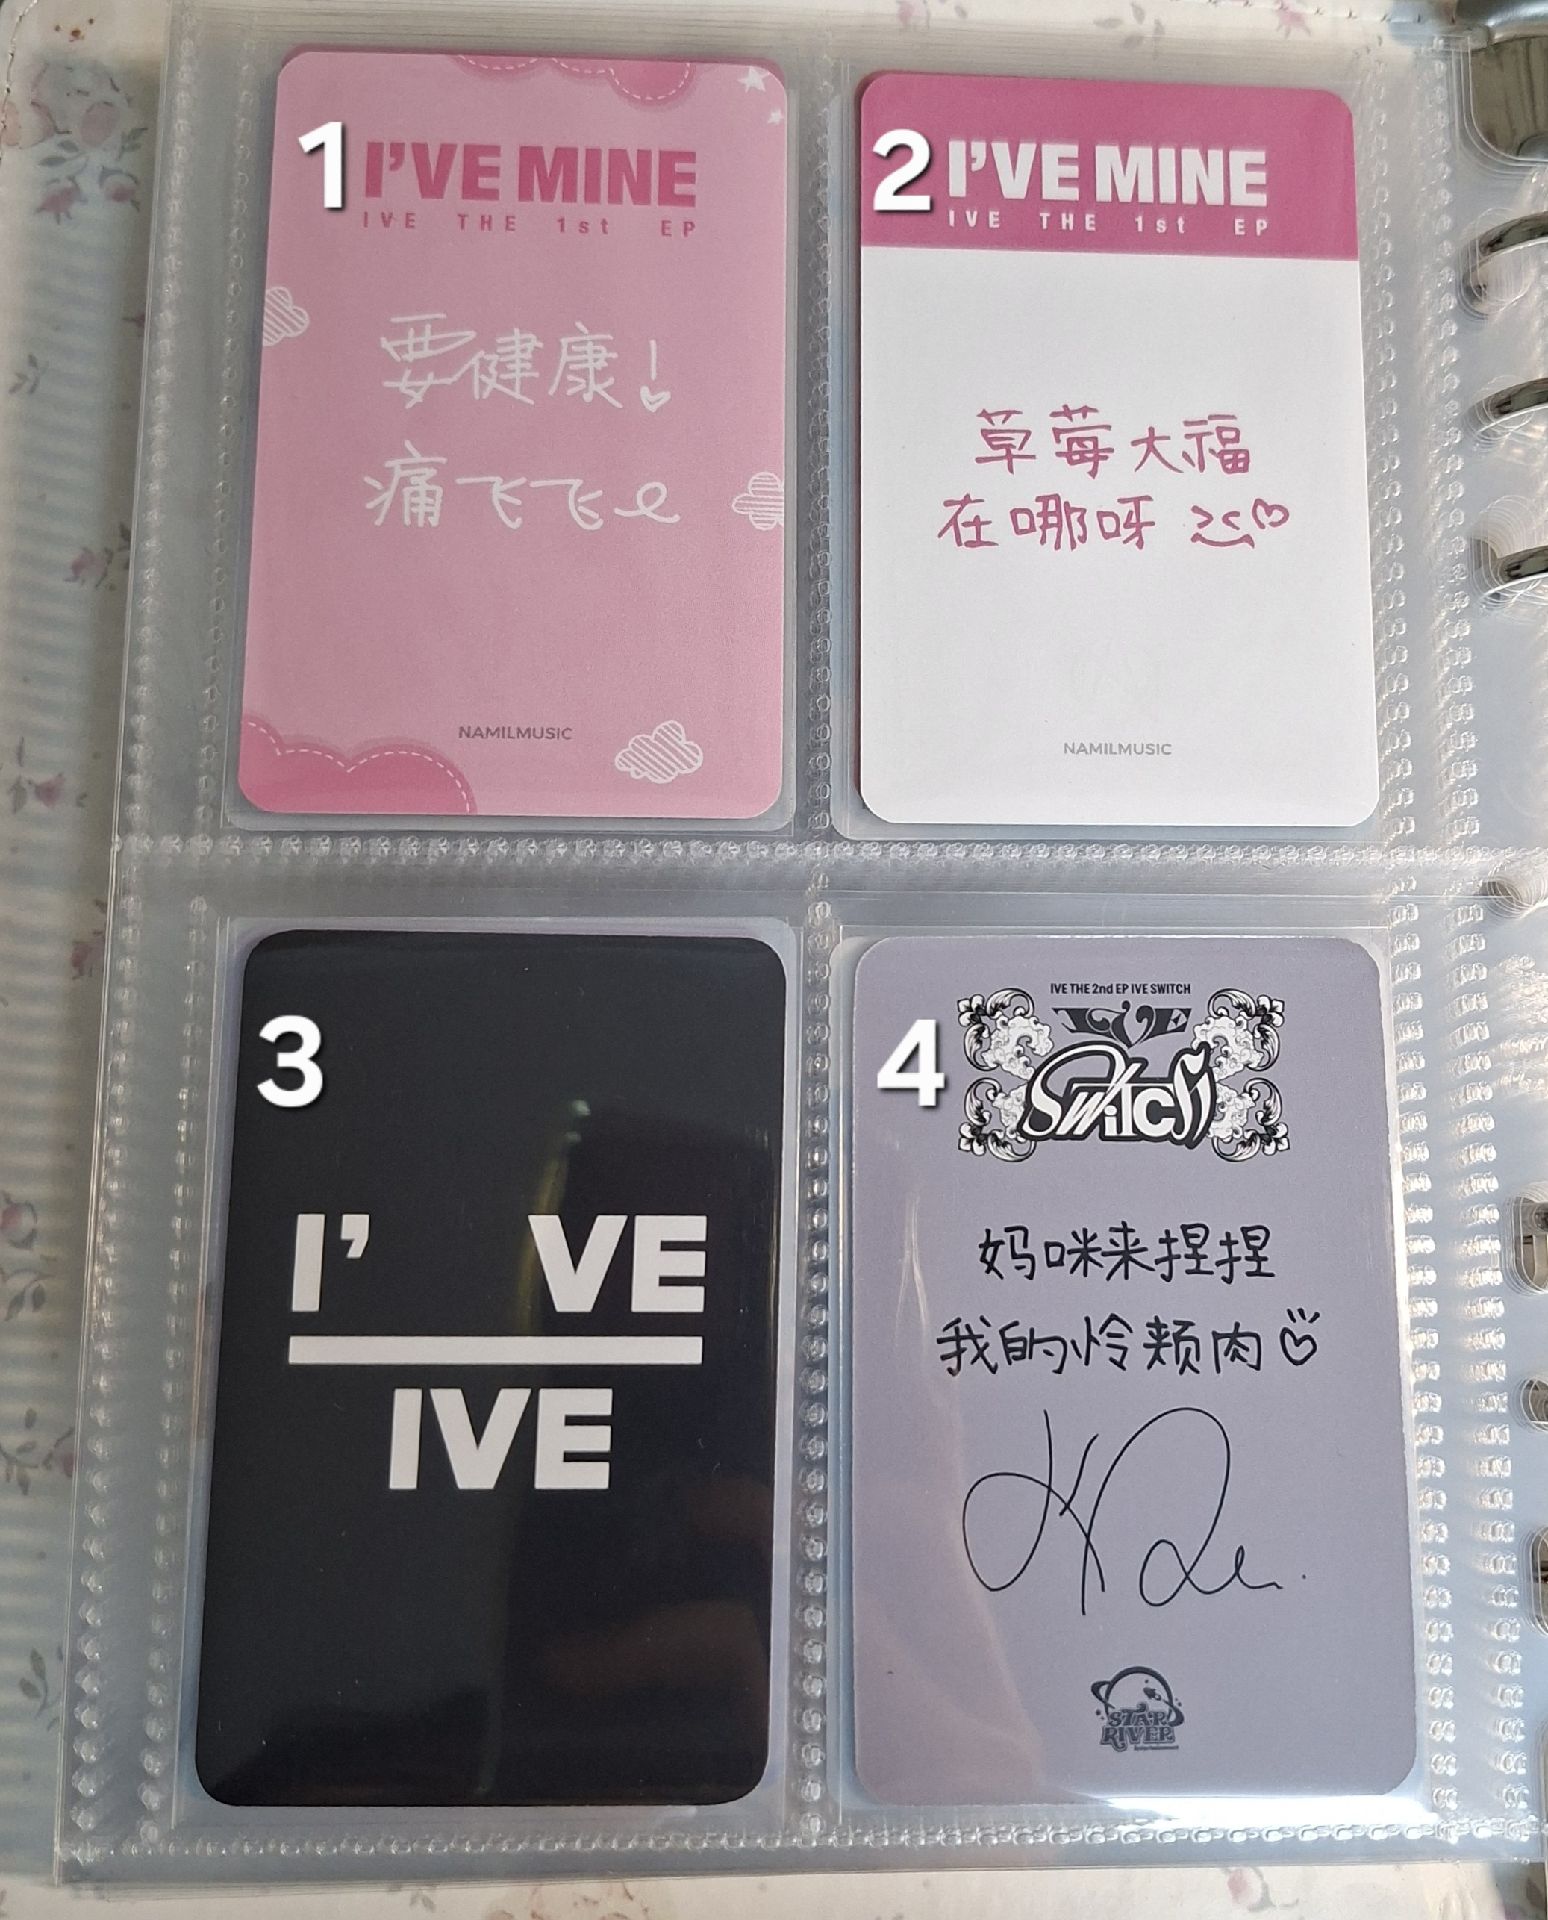 1
I'VE MINE
IVE THE 1st EP
要健康!
痛飞飞
NAMILMUSIC
2
I'VE MINE
IVE THE 1st EP
草莓大福
在哪呀
NAMILMUSIC
3
I' VE
IVE
4
IVE THE 2nd EP IVE SWITCH
IVE
SWiTCH
妈咪来捏捏
我的怜颊肉
STAR
RIVER